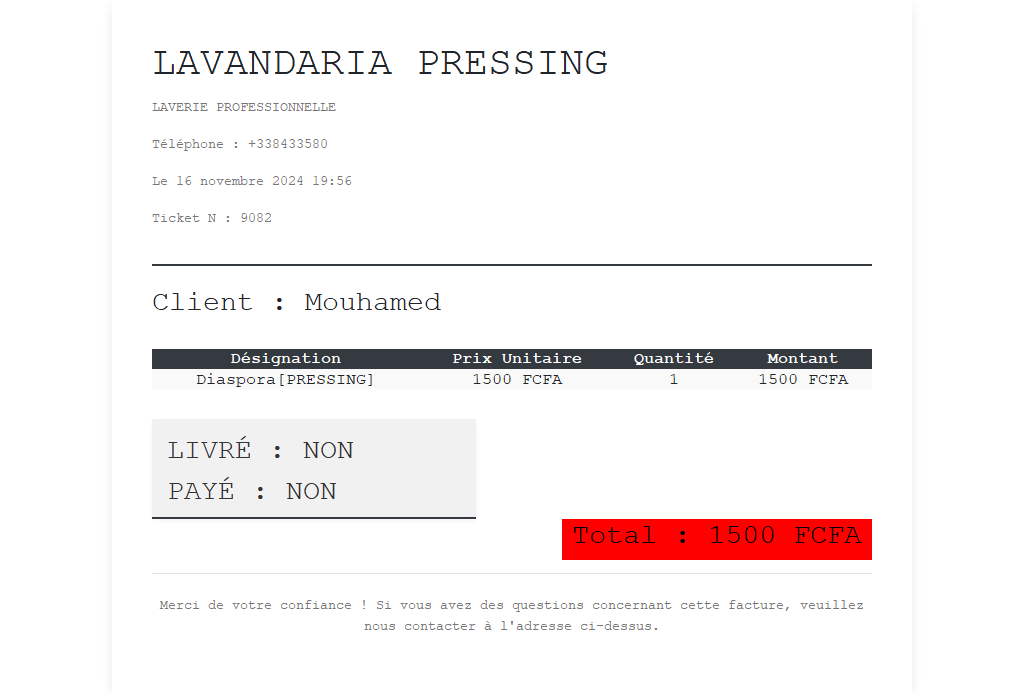 LAVANDARIA PRESSING
LAVERIE PROFESSIONNELLE
Téléphone : +338433580
Le 16 novembre 2024 19:56
Ticket N : 9082
Client : Mouhamed
Désignation Prix Unitaire Quantité Montant
Diaspora[PRESSING] 1500 FCFA 1 1500 FCFA
LIVRÉ : NON
PAYÉ : NON
Total : 1500 FCFA
Merci de votre confiance ! Si vous avez des questions concernant cette facture, veuillez
nous contacter à l'adresse ci-dessus.